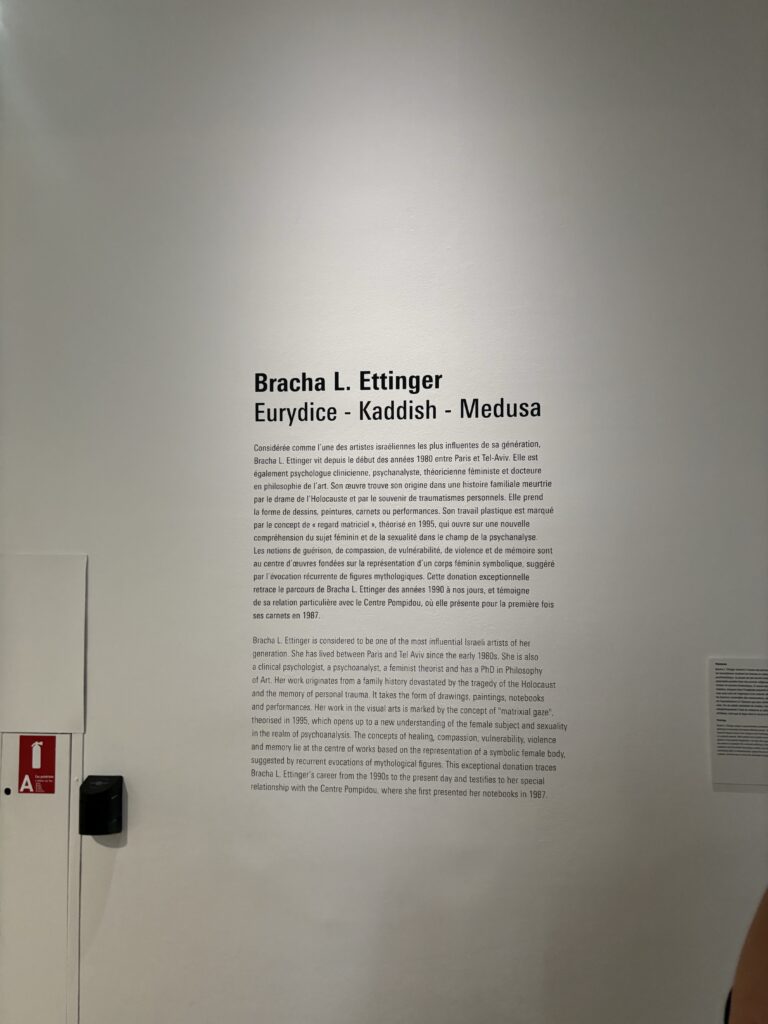 Bracha L. Ettinger
Eurydice - Kaddish - Medusa
Considérée comme l'une des artistes israéliennes les plus influentes de sa génération,
Bracha L. Ettinger vit depuis le début des années 1980 entre Paris et Tel-Aviv. Elle est
également psychologue clinicienne, psychanalyste, théoricienne féministe et docteure
en philosophie de l'art. Son œuvre trouve son origine dans une histoire familiale meurtrie
par le drame de l'Holocauste et par le souvenir de traumatismes personnels. Elle prend
la forme de dessins, peintures, carnets ou performances. Son travail plastique est marqué
par le concept de « regard matriciel », théorisé en 1995, qui ouvre sur une nouvelle
compréhension du sujet féminin et de la sexualité dans le champ de la psychanalyse.
Les notions de guérison, de compassion, de vulnérabilité, de violence et de mémoire sont
au centre d'œuvres fondées sur la représentation d'un corps féminin symbolique, suggéré
par l'évocation récurrente de figures mythologiques. Cette donation exceptionnelle
retrace le parcours de Bracha L. Ettinger des années 1990 à nos jours, et témoigne
de sa relation particulière avec le Centre Pompidou, où elle présente pour la première fois
ses carnets en 1987.
Bracha L. Ettinger is considered to be one of the most influential Israeli artists of her
generation. She has lived between Paris and Tel Aviv since the early 1980s. She is also
a clinical psychologist, a psychoanalyst, a feminist theorist and has a PhD in Philosophy
of Art. Her work originates from a family history devastated by the tragedy of the Holocaust
and the memory of personal trauma. It takes the form of drawings, paintings, notebooks
and performances. Her work in the visual arts is marked by the concept of "matrixial gaze",
theorised in 1995, which opens up to a new understanding of the female subject and sexuality
in the realm of psychoanalysis. The concepts of healing, compassion, vulnerability, violence
and memory lie at the centre of works based on the representation of a symbolic female body,
suggested by recurrent evocations of mythological figures. This exceptional donation traces
Bracha L. Ettinger's career from the 1990s to the present day and testifies to her special
relationship with the Centre Pompidou, where she first presented her notebooks in 1987.
A